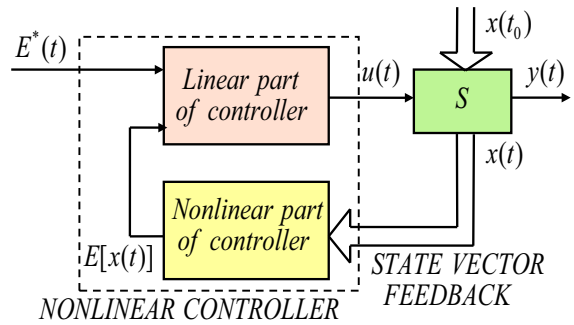 E*(t)
x(t₀)
Linear part
of controller
u(t)
S
y(t)
x(t)
Nonlinear part
of controller
E[x(t)]
STATE VECTOR
FEEDBACK
NONLINEAR CONTROLLER